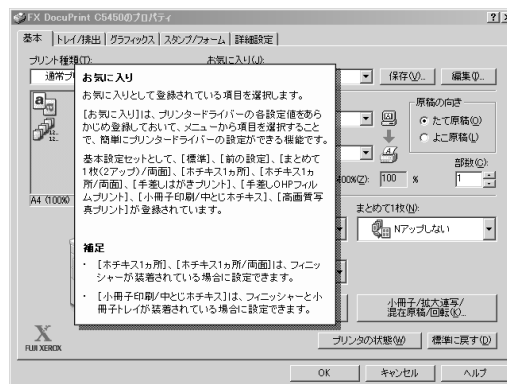 FX DocuPrint C5450のプロパティ
基本 トレイ/排出 グラフィックス スタンプ/フォーム 詳細設定
プリント種類(T): お気に入り(J):
通常プ
保存(V)... 編集(Q)...
お気に入り
お気に入りとして登録されている項目を選択します。
[お気に入り]は、プリンタードライバーの各設定値をあら
かじめ登録しておいて、メニューから項目を選択すること
で、簡単にプリンタードライバーの設定ができる機能です。
基本設定セットとして、[標準]、[前の設定]、[まとめて
1枚(2アップ)/両面]、[ホチキス1ヵ所]、[ホチキス1ヵ
所/両面]、[手差しはがきプリント]、[手差しOHPフィル
ムプリント]、[小冊子印刷/中とじホチキス]、[高画質写
真プリント]が登録されています。
補足
・ [ホチキス1ヵ所]、[ホチキス1ヵ所/両面]は、フィニッ
シャーが装着されている場合に設定できます。
・ [小冊子印刷/中とじホチキス]は、フィニッシャーと小
冊子トレイが装着されている場合に設定できます。
原稿の向き
たて原稿(O)
よこ原稿(L)
部数(C):
400%(Z): 100 % 1
A4 (100%)
まとめて1枚(N):
Nアップしない
小冊子/拡大連写/
混在原稿/回転(K)...
FUJI XEROX
プリンタの状態(W) 標準に戻す(D)
OK キャンセル ヘルプ